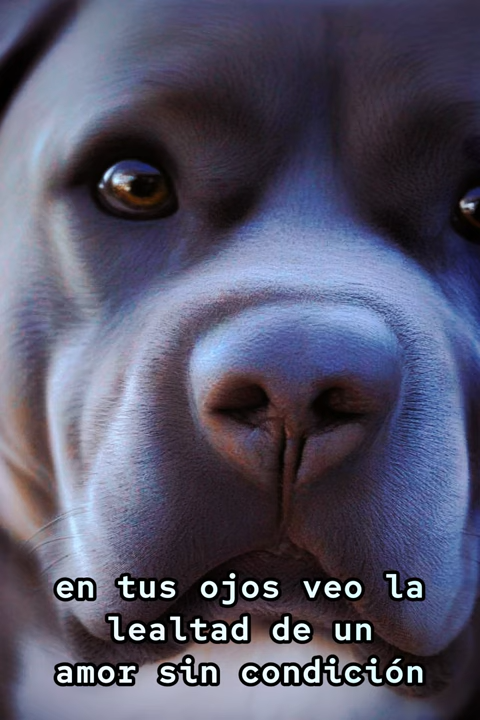 en tus ojos veo la
lealtad de un
amor sin condición